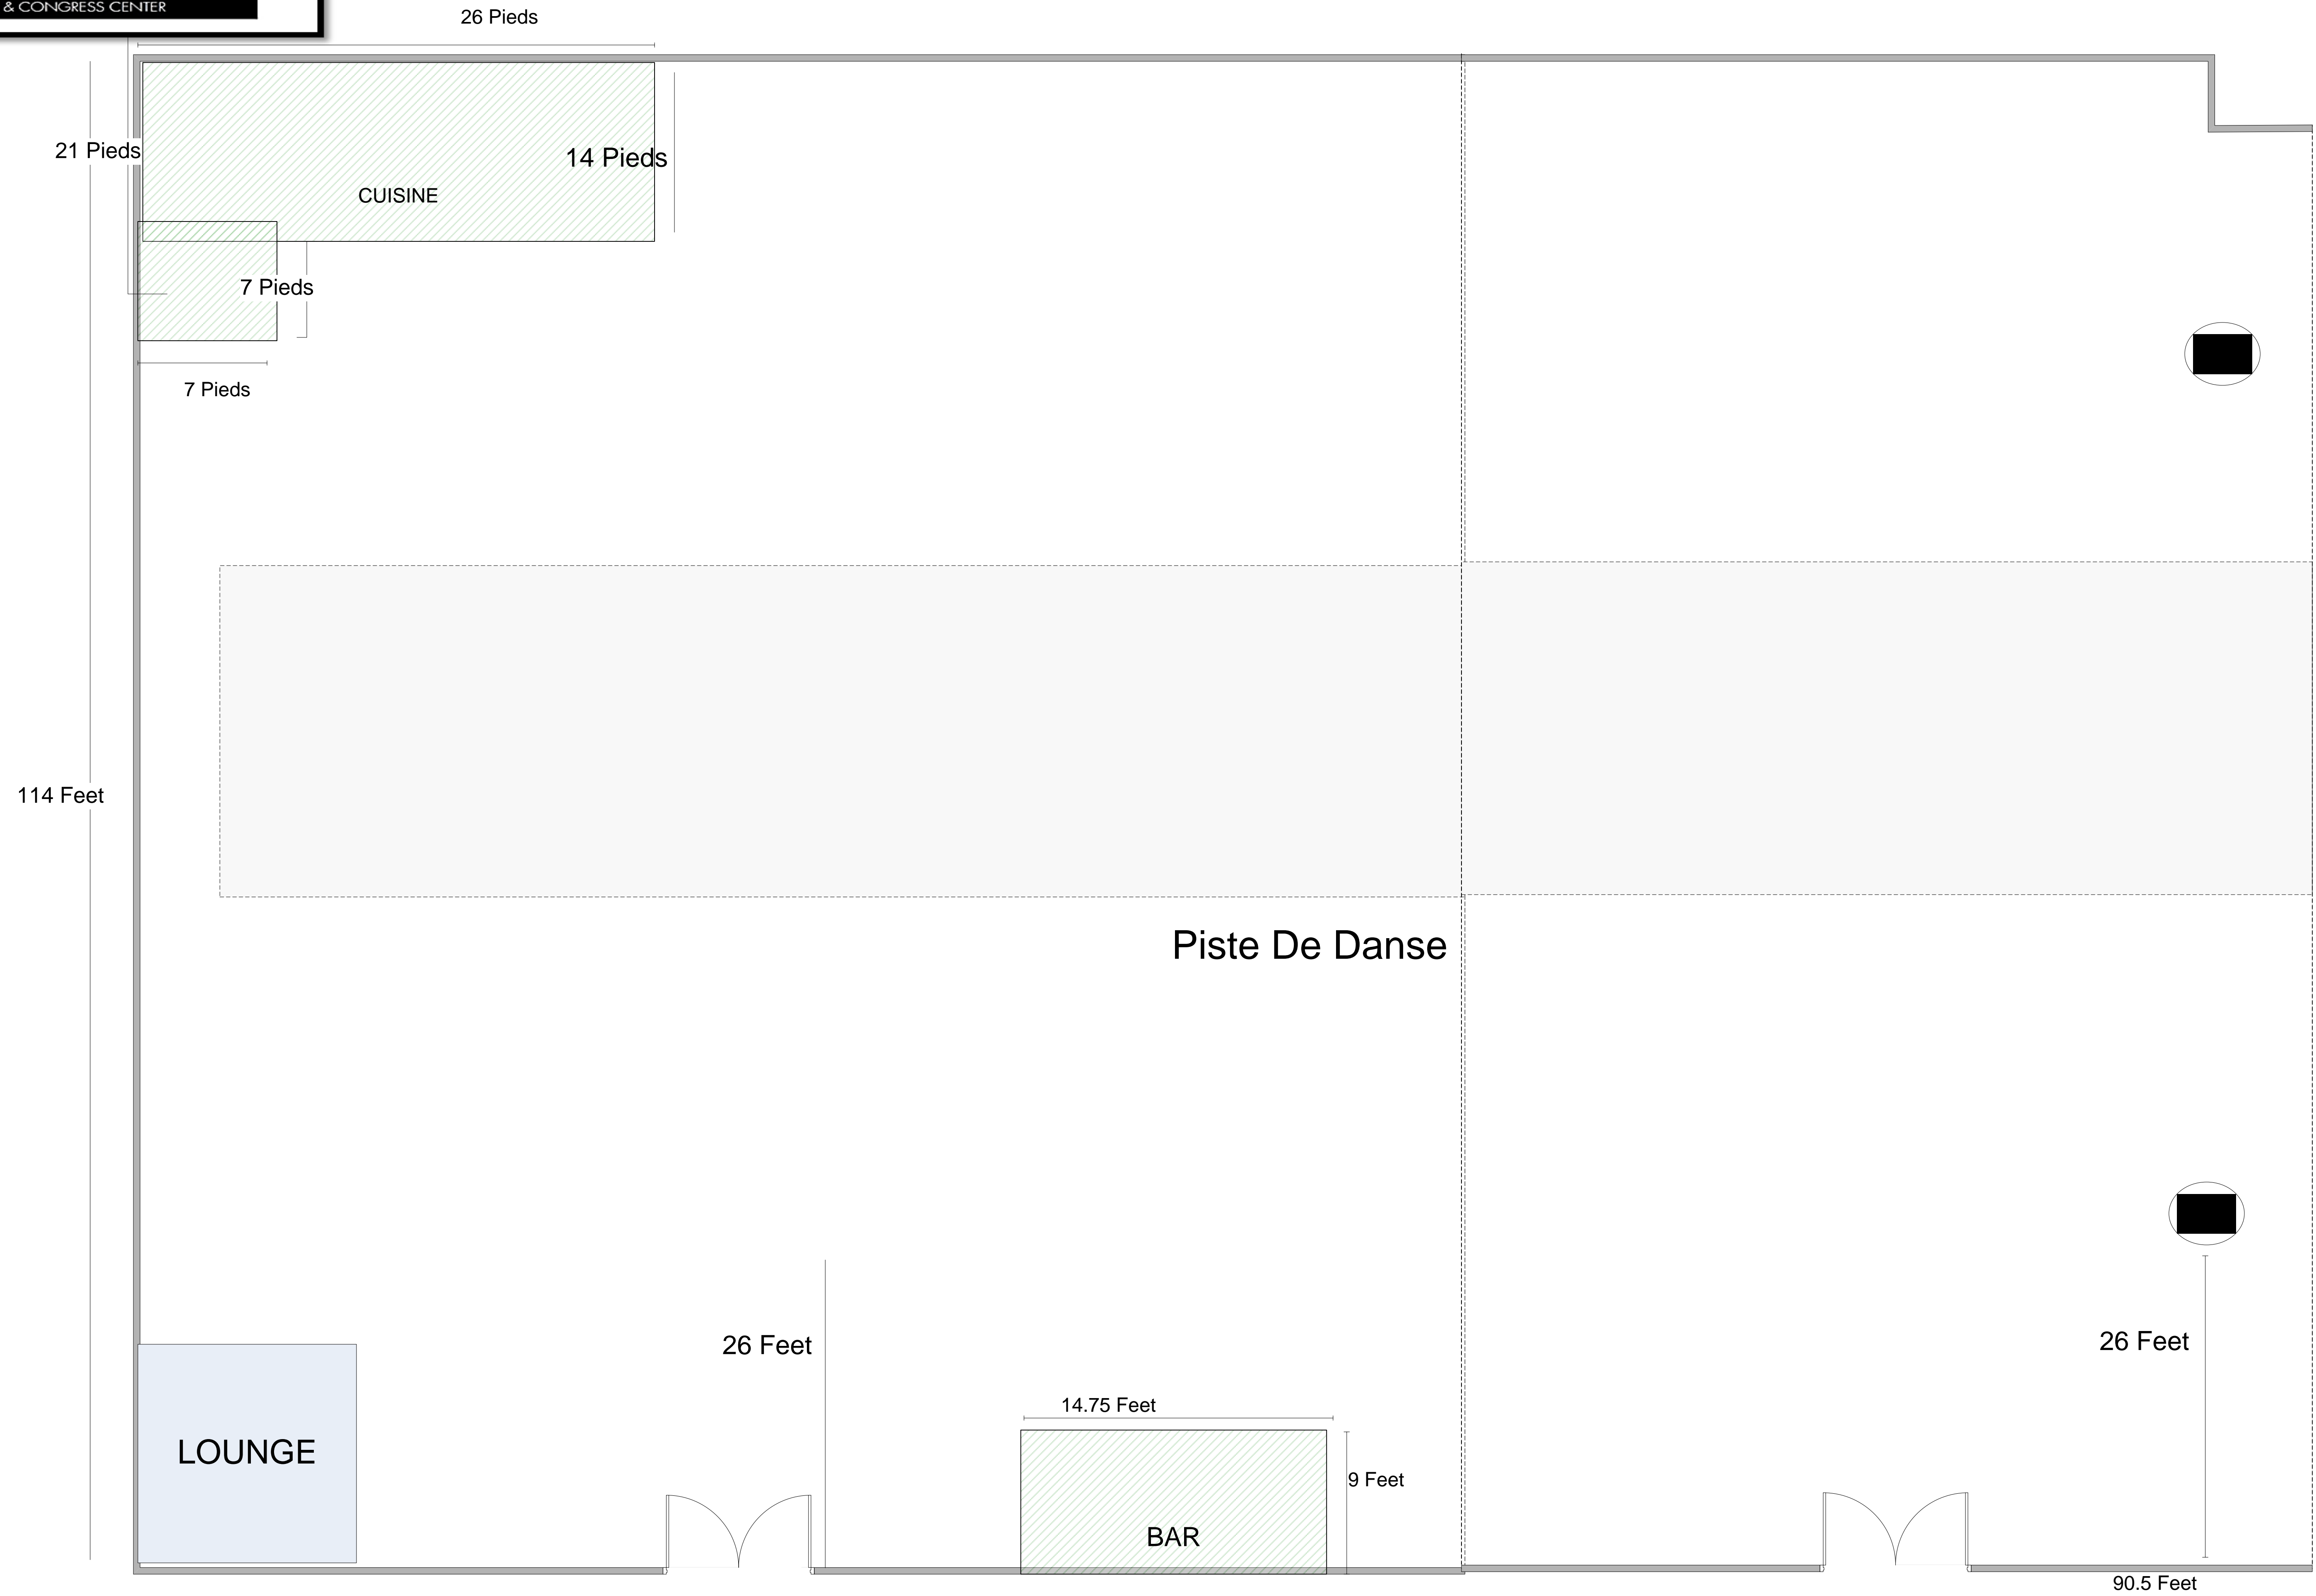 & CONGRESS CENTER
26 Pieds
21 Pieds
14 Pieds
CUISINE
7 Pieds
7 Pieds
114 Feet
Piste De Danse
26 Feet
26 Feet
14.75 Feet
LOUNGE
9 Feet
BAR
90.5 Feet